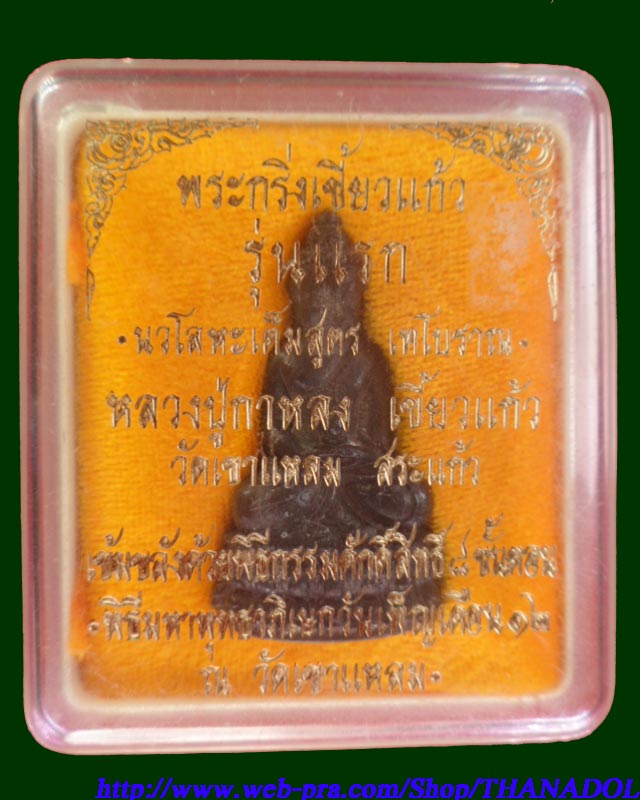 พระกริ่งเขี้ยวแก้ว
รุ่นแรก
•นวโลหะเต็มสูตร เทโบราณ•
หลวงปู่กาหลง เขี้ยวแก้ว
วัดเขาแหลม สระแก้ว
เข้มขลังด้วยพิธีกรรมศักดิ์สิทธิ์ ๘ ขั้นตอน
•พิธีมหาพุทธาภิเษกวันเพ็ญเดือน ๑๒
ณ วัดเขาแหลม•
http://www.web-pra.com/Shop/THANADOL